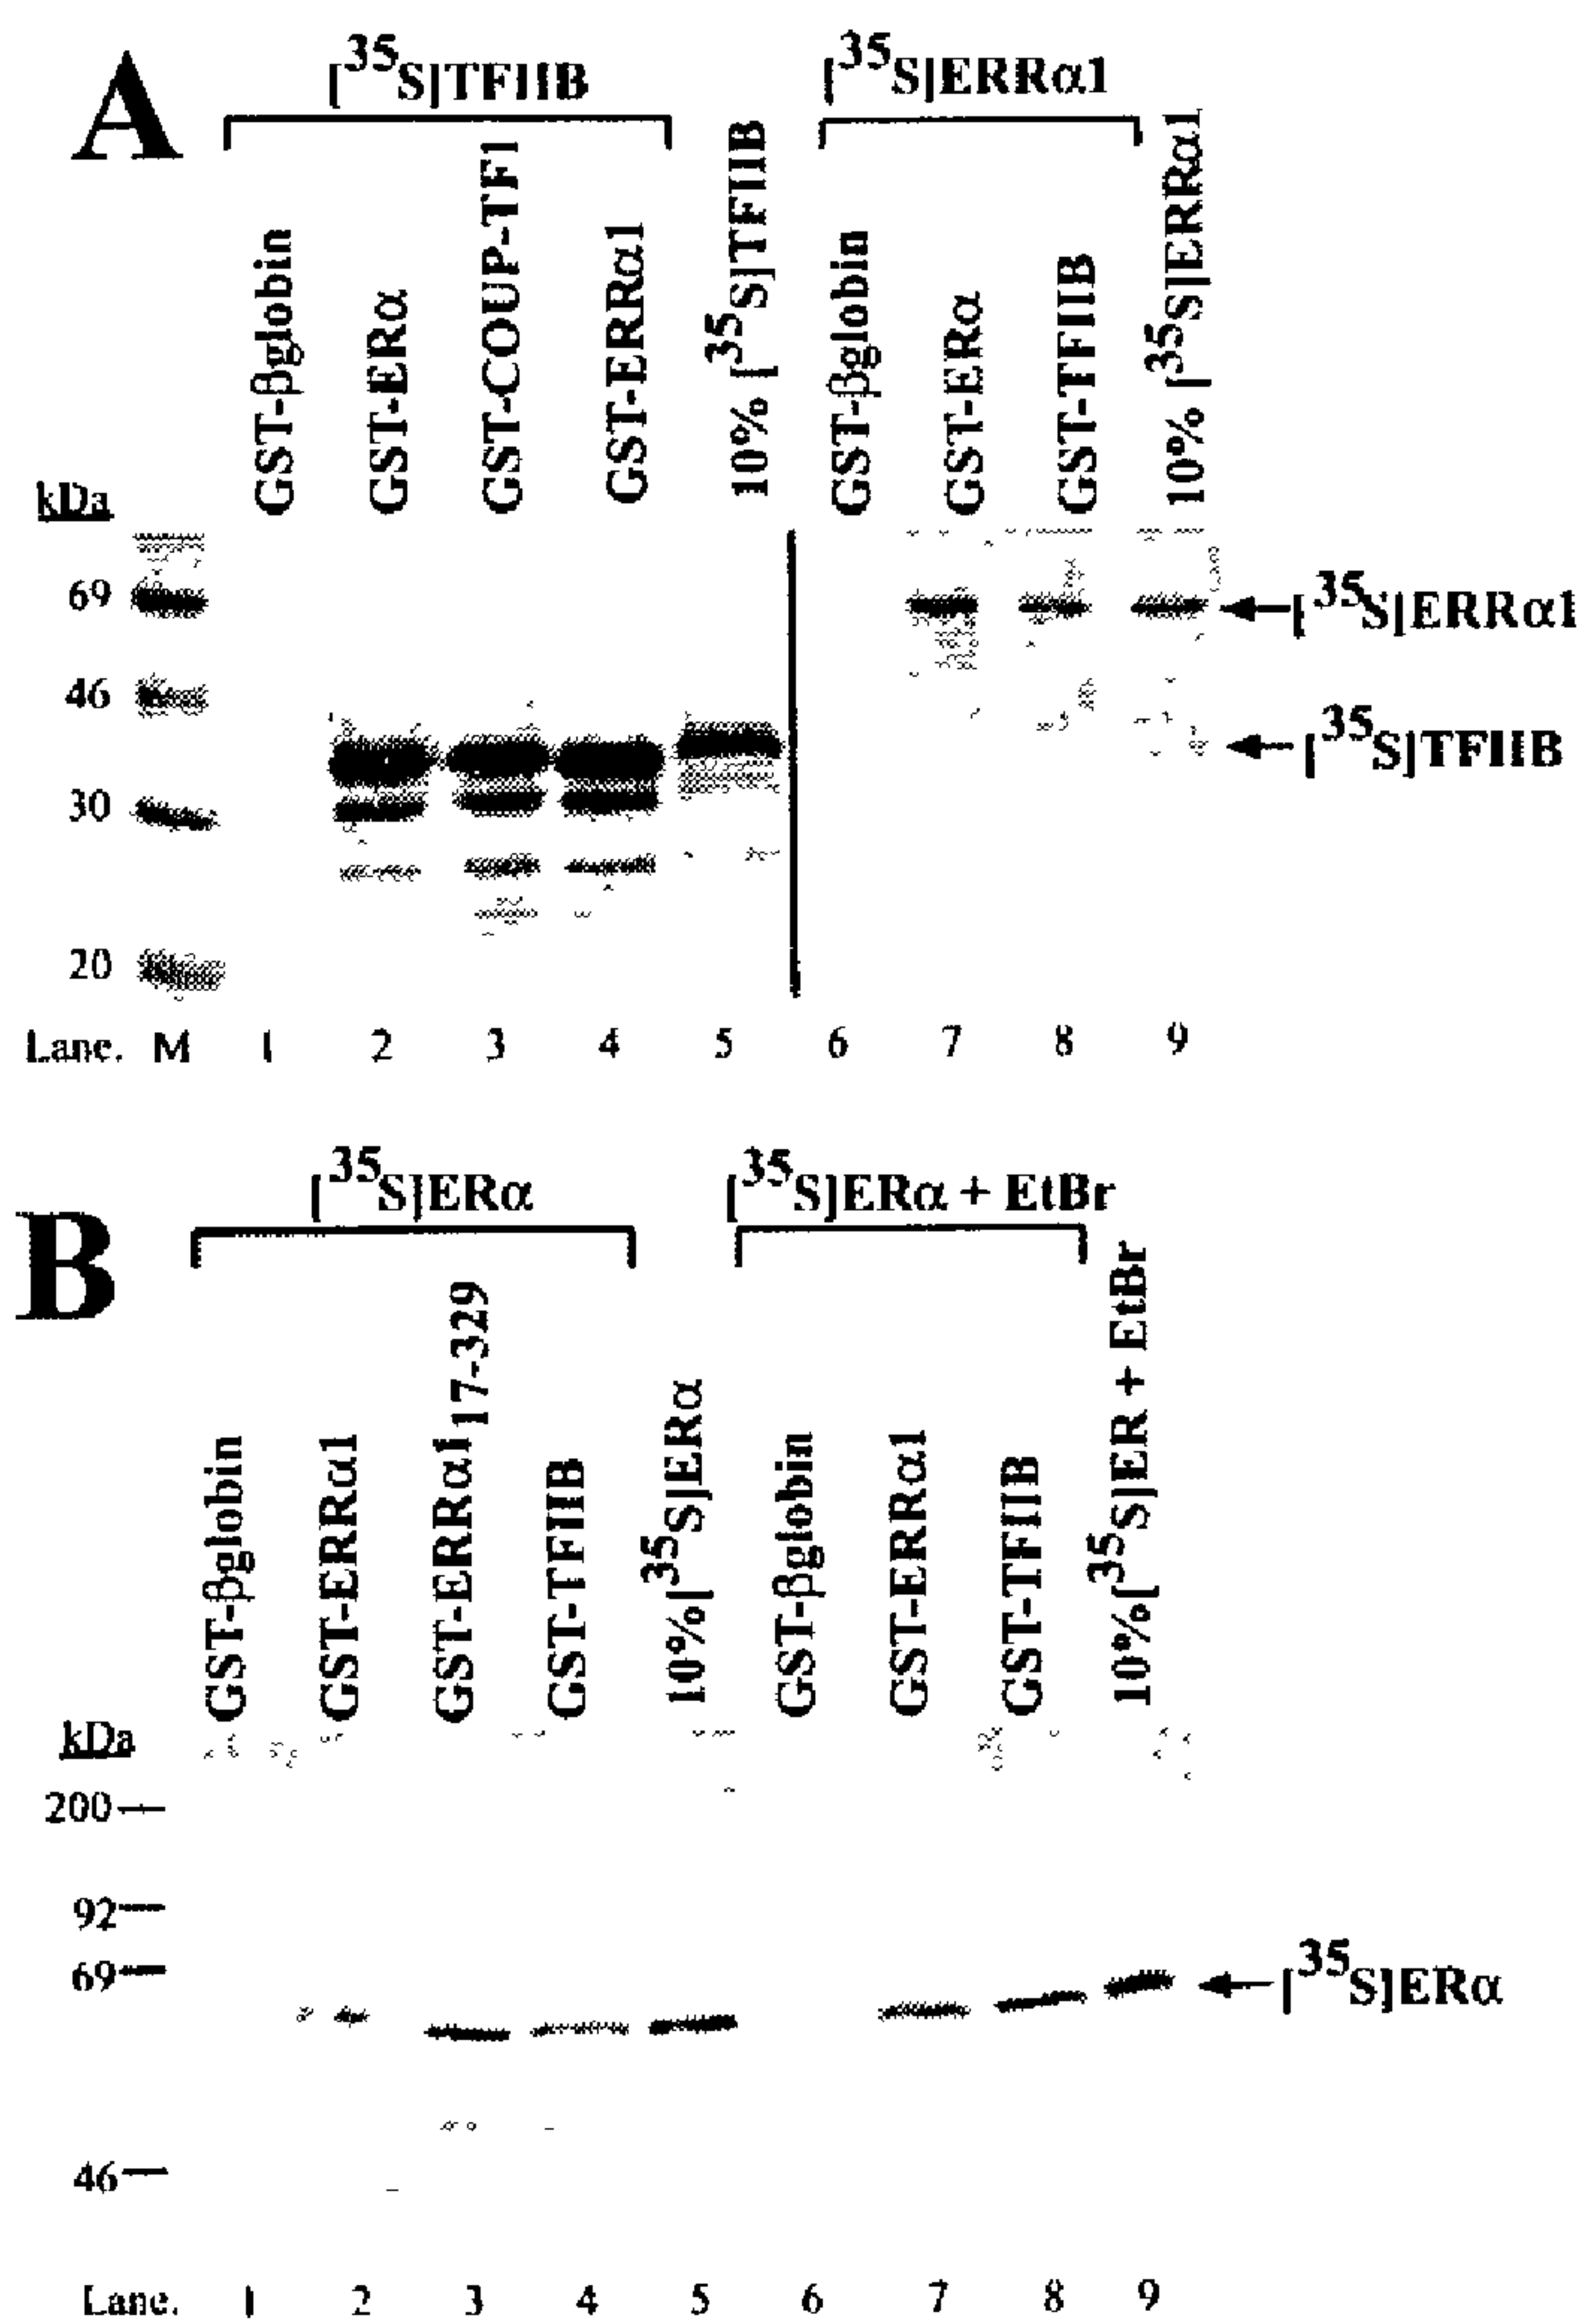 A
[35S]TFIIB
[35S]ERRα1
GST-βglobin
GST-ERα
GST-COUP-TF1
GST-ERRα1
10% [35S]TFIIB
GST-βglobin
GST-ERα
GST-TFIIB
10% [35S]ERRα1
kDa
69
46
30
20
[35S]ERRα1
[35S]TFIIB
Lane. M 1 2 3 4 5 6 7 8 9
B
[35S]ERα
[35S]ERα + EtBr
GST-βglobin
GST-ERRα1
GST-ERRα1 17-329
GST-TFIIB
10%[35S]ERα
GST-βglobin
GST-ERRα1
GST-TFIIB
10%[35S]ER + EtBr
kDa
200
92
69
46
[35S]ERα
Lane. 1 2 3 4 5 6 7 8 9